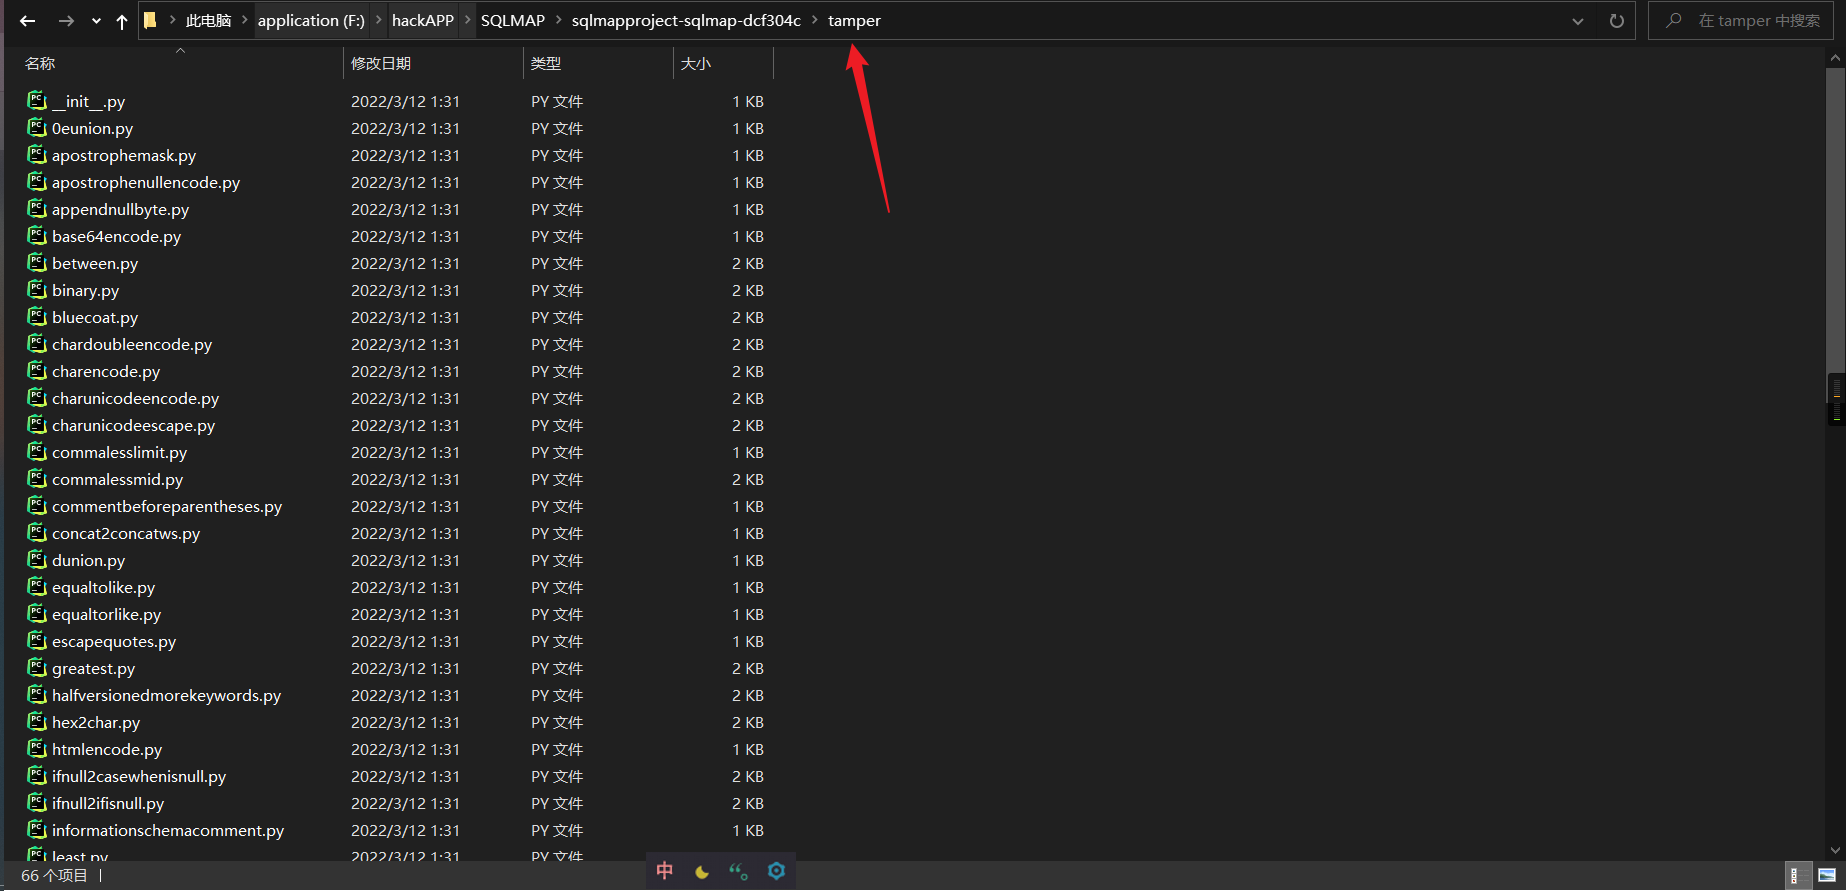 此电脑 application (F:) hackAPP SQLMAP sqlmapproject-sqlmap-dcf304c tamper 在 tamper 中搜索
名称 修改日期 类型 大小
__init__.py 2022/3/12 1:31 PY 文件 1 KB
0eunion.py 2022/3/12 1:31 PY 文件 1 KB
apostrophemask.py 2022/3/12 1:31 PY 文件 1 KB
apostrophenullencode.py 2022/3/12 1:31 PY 文件 1 KB
appendnullbyte.py 2022/3/12 1:31 PY 文件 1 KB
base64encode.py 2022/3/12 1:31 PY 文件 1 KB
between.py 2022/3/12 1:31 PY 文件 2 KB
binary.py 2022/3/12 1:31 PY 文件 2 KB
bluecoat.py 2022/3/12 1:31 PY 文件 2 KB
chardoubleencode.py 2022/3/12 1:31 PY 文件 2 KB
charencode.py 2022/3/12 1:31 PY 文件 2 KB
charunicodeencode.py 2022/3/12 1:31 PY 文件 2 KB
charunicodeescape.py 2022/3/12 1:31 PY 文件 2 KB
commalesslimit.py 2022/3/12 1:31 PY 文件 1 KB
commalessmid.py 2022/3/12 1:31 PY 文件 2 KB
commentbeforeparentheses.py 2022/3/12 1:31 PY 文件 1 KB
concat2concatws.py 2022/3/12 1:31 PY 文件 1 KB
dunion.py 2022/3/12 1:31 PY 文件 1 KB
equaltolike.py 2022/3/12 1:31 PY 文件 1 KB
equaltorlike.py 2022/3/12 1:31 PY 文件 1 KB
escapequotes.py 2022/3/12 1:31 PY 文件 1 KB
greatest.py 2022/3/12 1:31 PY 文件 2 KB
halfversionedmorekeywords.py 2022/3/12 1:31 PY 文件 2 KB
hex2char.py 2022/3/12 1:31 PY 文件 2 KB
htmlencode.py 2022/3/12 1:31 PY 文件 1 KB
ifnull2casewhenisnull.py 2022/3/12 1:31 PY 文件 2 KB
ifnull2ifisnull.py 2022/3/12 1:31 PY 文件 2 KB
informationschemacomment.py 2022/3/12 1:31 PY 文件 1 KB
least.py 2022/3/12 1:31 PY 文件 2 KB
66 个项目 中